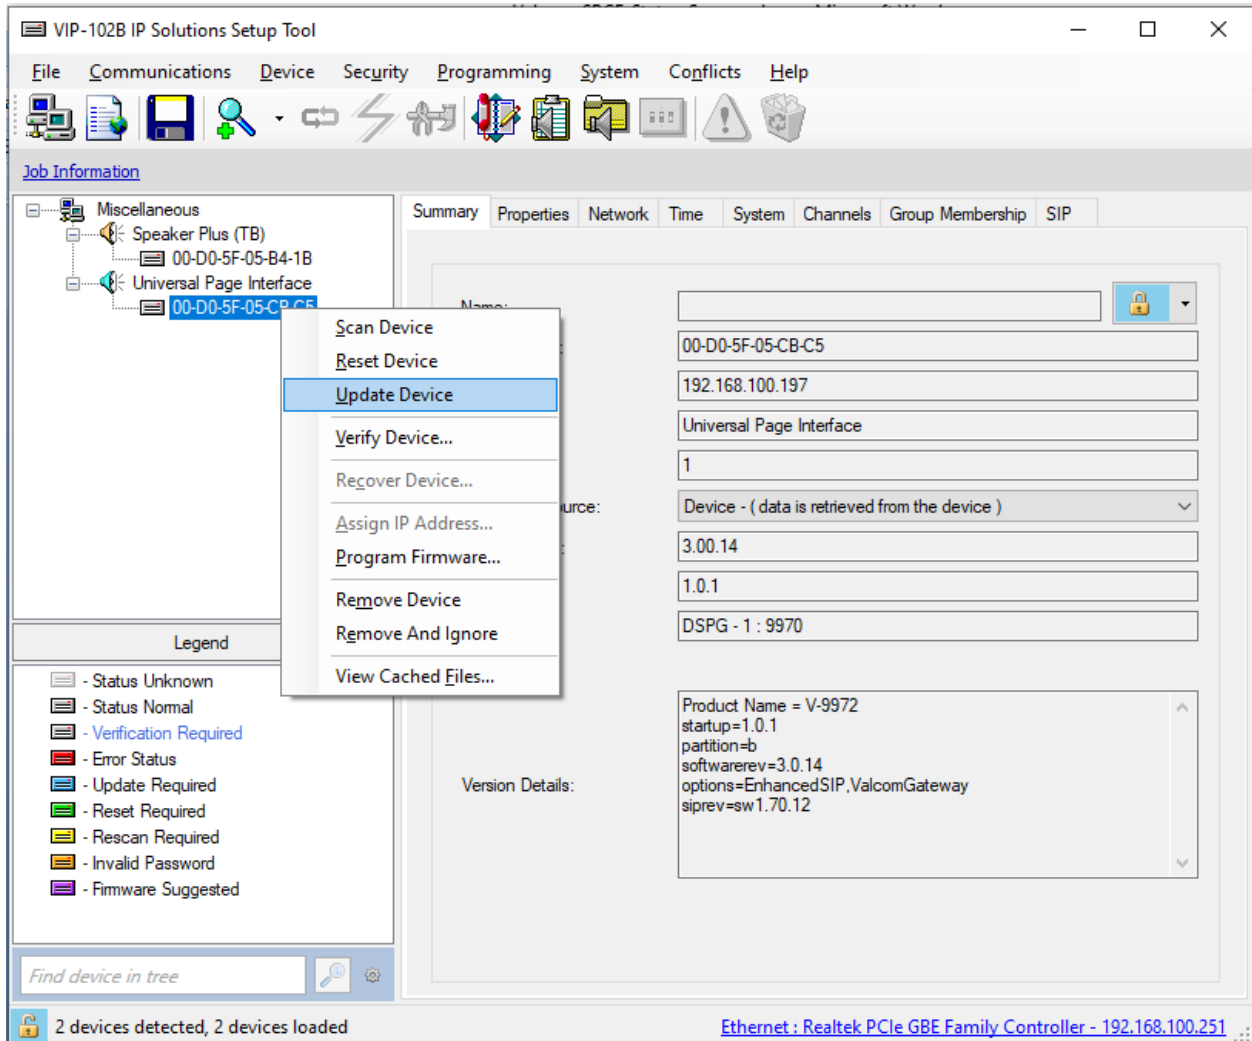 VIP-102B IP Solutions Setup Tool
File Communications Device Security Programming System Conflicts Help
Job Information
Miscellaneous
Speaker Plus (TB)
00-D0-5F-05-B4-1B
Universal Page Interface
00-D0-5F-05-CB-C5
Scan Device
Reset Device
Update Device
Verify Device...
Recover Device...
Assign IP Address...
Program Firmware...
Remove Device
Remove And Ignore
View Cached Files...
Legend
- Status Unknown
- Status Normal
- Verification Required
- Error Status
- Update Required
- Reset Required
- Rescan Required
- Invalid Password
- Firmware Suggested
Find device in tree
Summary Properties Network Time System Channels Group Membership SIP
Name:
00-D0-5F-05-CB-C5
192.168.100.197
Universal Page Interface
1
Device - ( data is retrieved from the device )
3.00.14
1.0.1
DSPG - 1 : 9970
Version Details:
Product Name = V-9972
startup=1.0.1
partition=b
softwarerev=3.0.14
options=EnhancedSIP,ValcomGateway
siprev=sw1.70.12
2 devices detected, 2 devices loaded
Ethernet : Realtek PCIe GBE Family Controller - 192.168.100.251